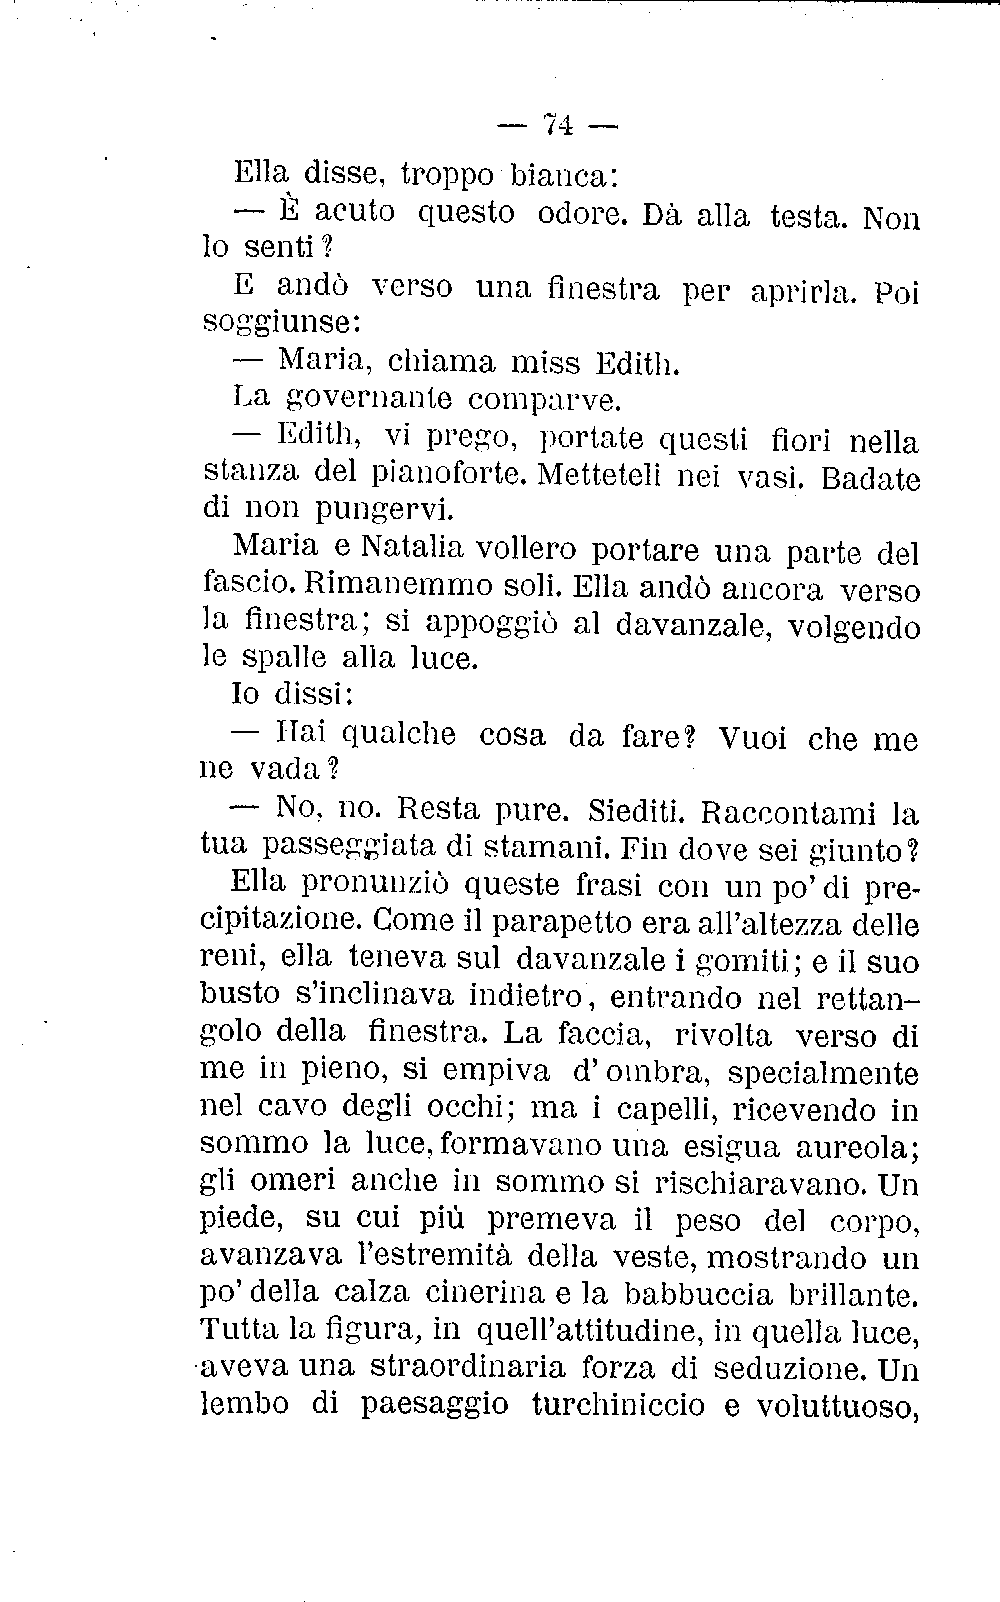 — 74 —
Ella disse, troppo bianca:
— È acuto questo odore. Dà alla testa. Non
lo senti?
E andò verso una finestra per aprirla. Poi
soggiunse:
— Maria, chiama miss Edith.
La governante comparve.
— Edith, vi prego, portate questi fiori nella
stanza del pianoforte. Metteteli nei vasi. Badate
di non pungervi.
Maria e Natalia vollero portare una parte del
fascio. Rimanemmo soli. Ella andò ancora verso
la finestra; si appoggiò al davanzale, volgendo
le spalle alla luce.
Io dissi:
— Hai qualche cosa da fare? Vuoi che me
ne vada?
— No, no. Resta pure. Siediti. Raccontami la
tua passeggiata di stamani. Fin dove sei giunto?
Ella pronunziò queste frasi con un po' di pre-
cipitazione. Come il parapetto era all'altezza delle
reni, ella teneva sul davanzale i gomiti; e il suo
busto s'inclinava indietro, entrando nel rettan-
golo della finestra. La faccia, rivolta verso di
me in pieno, si empiva d'ombra, specialmente
nel cavo degli occhi; ma i capelli, ricevendo in
sommo la luce, formavano una esigua aureola;
gli omeri anche in sommo si rischiaravano. Un
piede, su cui più premeva il peso del corpo,
avanzava l'estremità della veste, mostrando un
po' della calza cinerina e la babbuccia brillante.
Tutta la figura, in quell'attitudine, in quella luce,
aveva una straordinaria forza di seduzione. Un
lembo di paesaggio turchiniccio e voluttuoso,